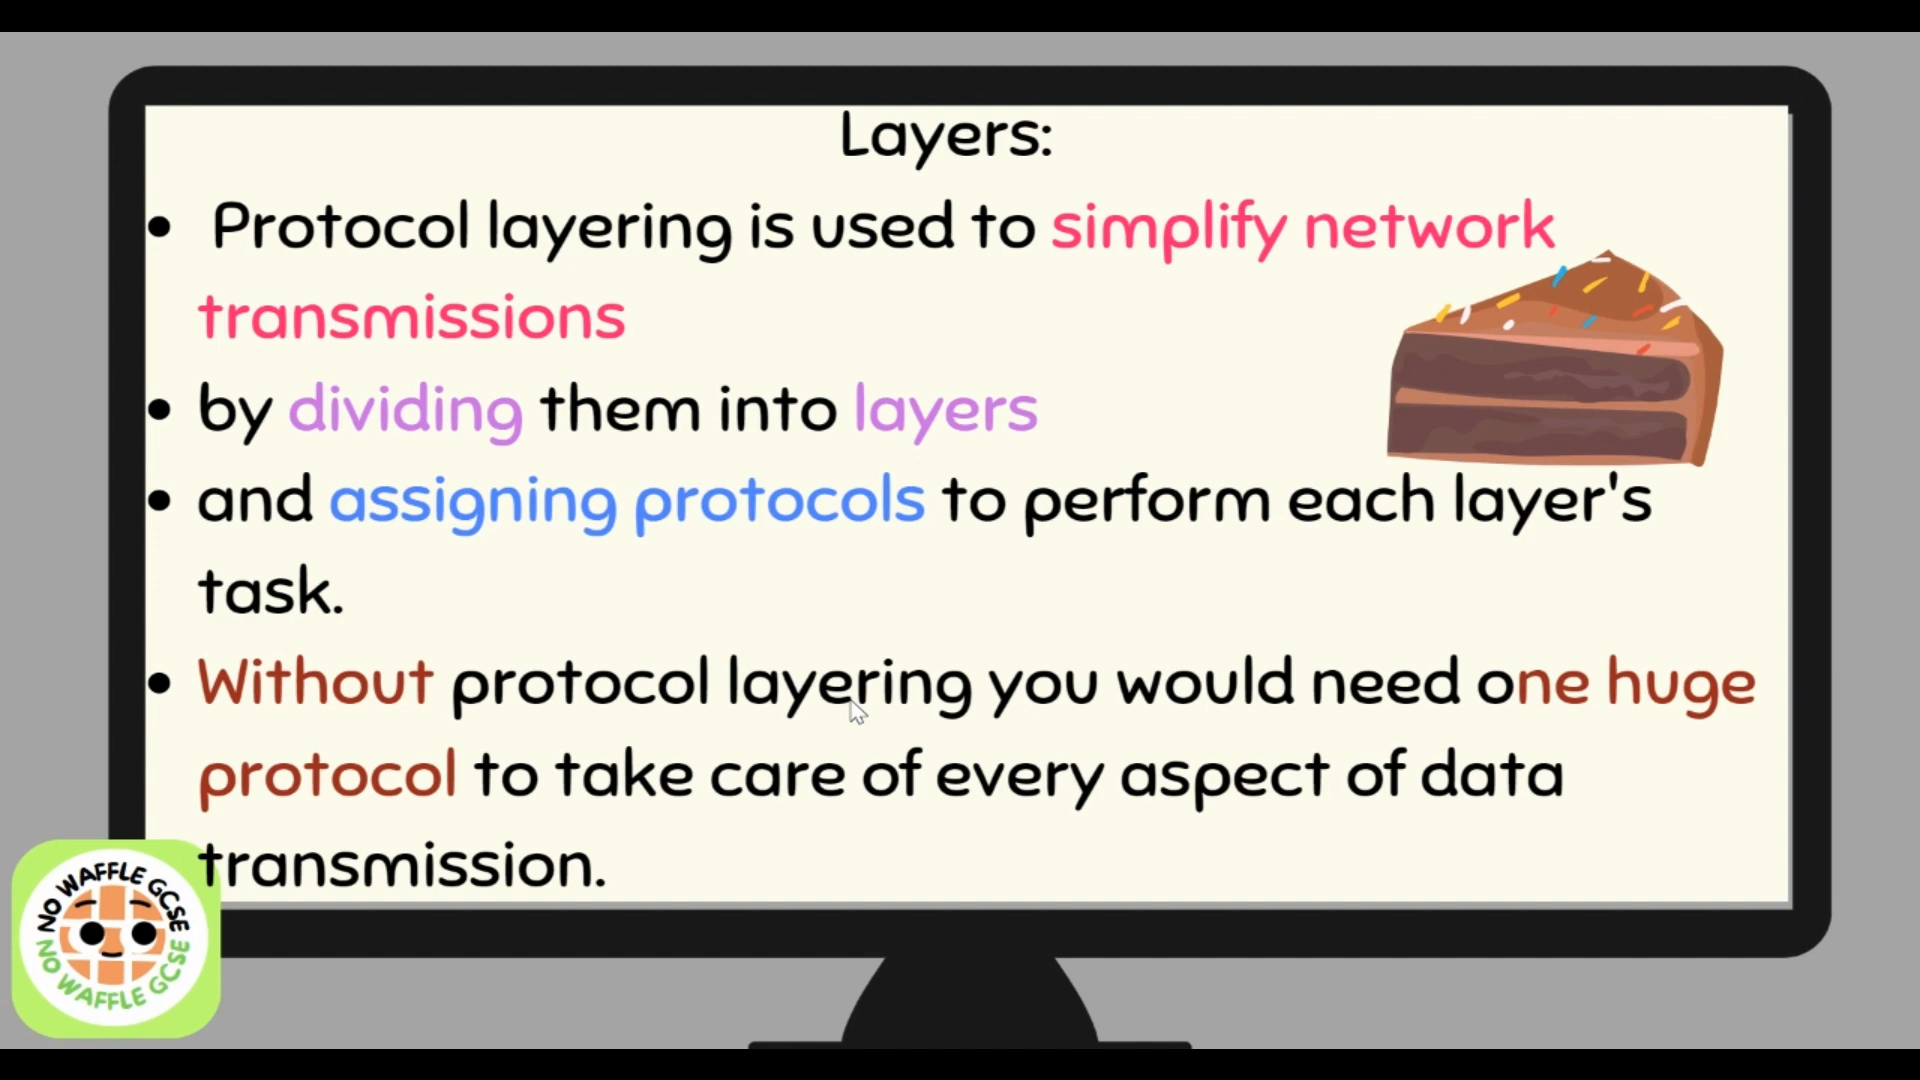 Layers:
• Protocol layering is used to simplify network
transmissions
• by dividing them into layers
• and assigning protocols to perform each layer's
task.
• Without protocol layering you would need one huge
protocol to take care of every aspect of data
transmission.
NO WAFFLE GCSE
NO WAFFLE GCSE